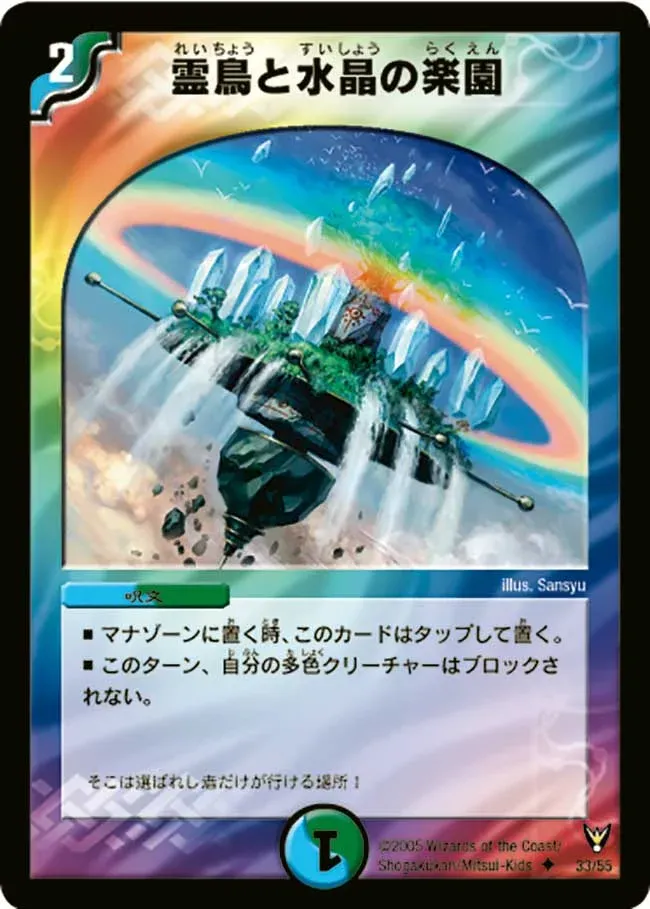 2
れいちょう すいしょう らくえん
霊鳥と水晶の楽園
illus. Sansyu
呪文
■ マナゾーンに置く時、このカードはタップして置く。
■ このターン、自分の多色クリーチャーはブロックさ
れない。
そこは選ばれし者だけが行ける場所！
1
©2005 Wizards of the Coast/
Shogakukan/Mitsui-Kids ◆ 33/55